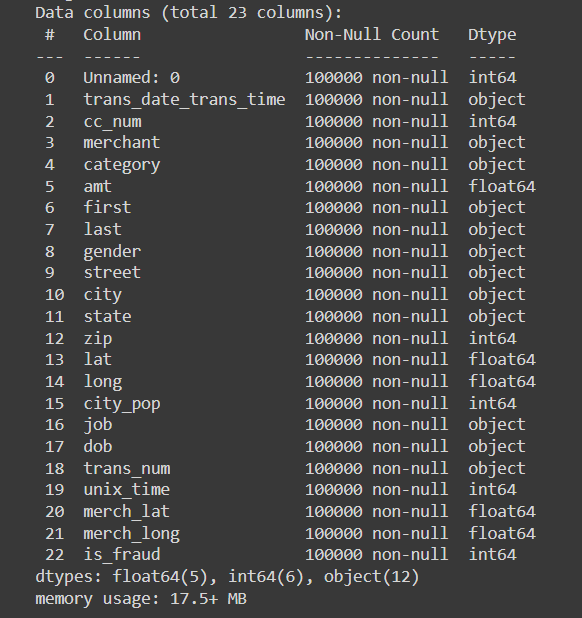 Data columns (total 23 columns):
 #   Column                 Non-Null Count   Dtype
---  ------                 --------------   -----
 0   Unnamed: 0             100000 non-null  int64
 1   trans_date_trans_time  100000 non-null  object
 2   cc_num                 100000 non-null  int64
 3   merchant               100000 non-null  object
 4   category               100000 non-null  object
 5   amt                    100000 non-null  float64
 6   first                  100000 non-null  object
 7   last                   100000 non-null  object
 8   gender                 100000 non-null  object
 9   street                 100000 non-null  object
 10  city                   100000 non-null  object
 11  state                  100000 non-null  object
 12  zip                    100000 non-null  int64
 13  lat                    100000 non-null  float64
 14  long                   100000 non-null  float64
 15  city_pop               100000 non-null  int64
 16  job                    100000 non-null  object
 17  dob                    100000 non-null  object
 18  trans_num              100000 non-null  object
 19  unix_time              100000 non-null  int64
 20  merch_lat              100000 non-null  float64
 21  merch_long             100000 non-null  float64
 22  is_fraud               100000 non-null  int64
dtypes: float64(5), int64(6), object(12)
memory usage: 17.5+ MB